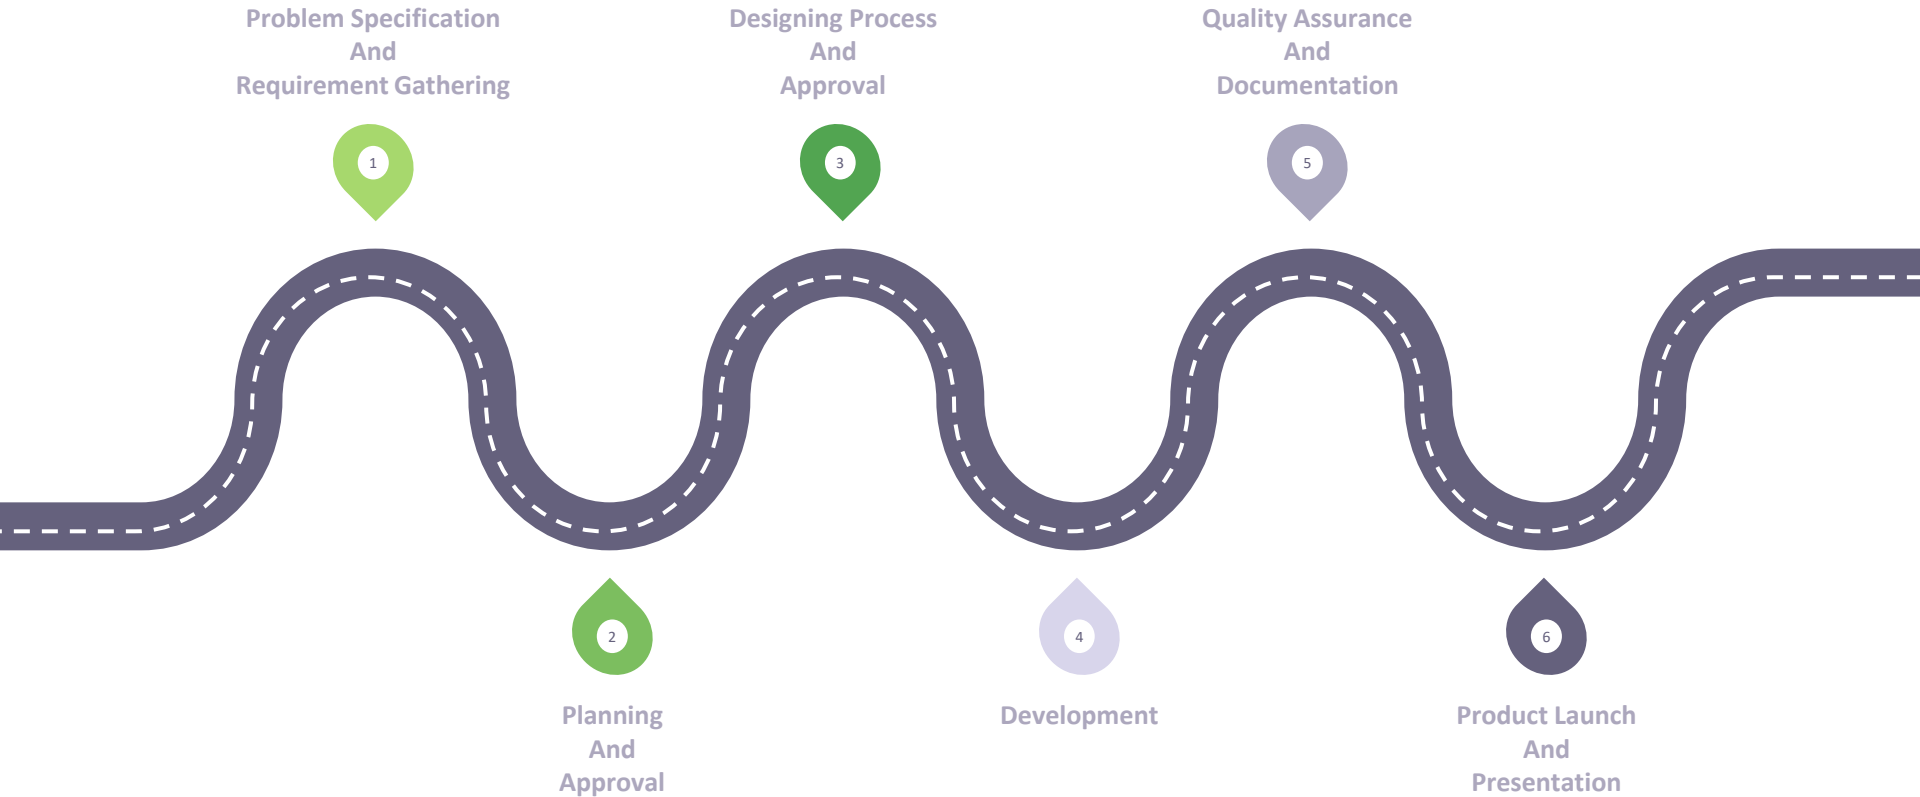 Problem Specification
And
Requirement Gathering
1
Planning
And
Approval
2
Designing Process
And
Approval
3
Development
4
Quality Assurance
And
Documentation
5
Product Launch
And
Presentation
6